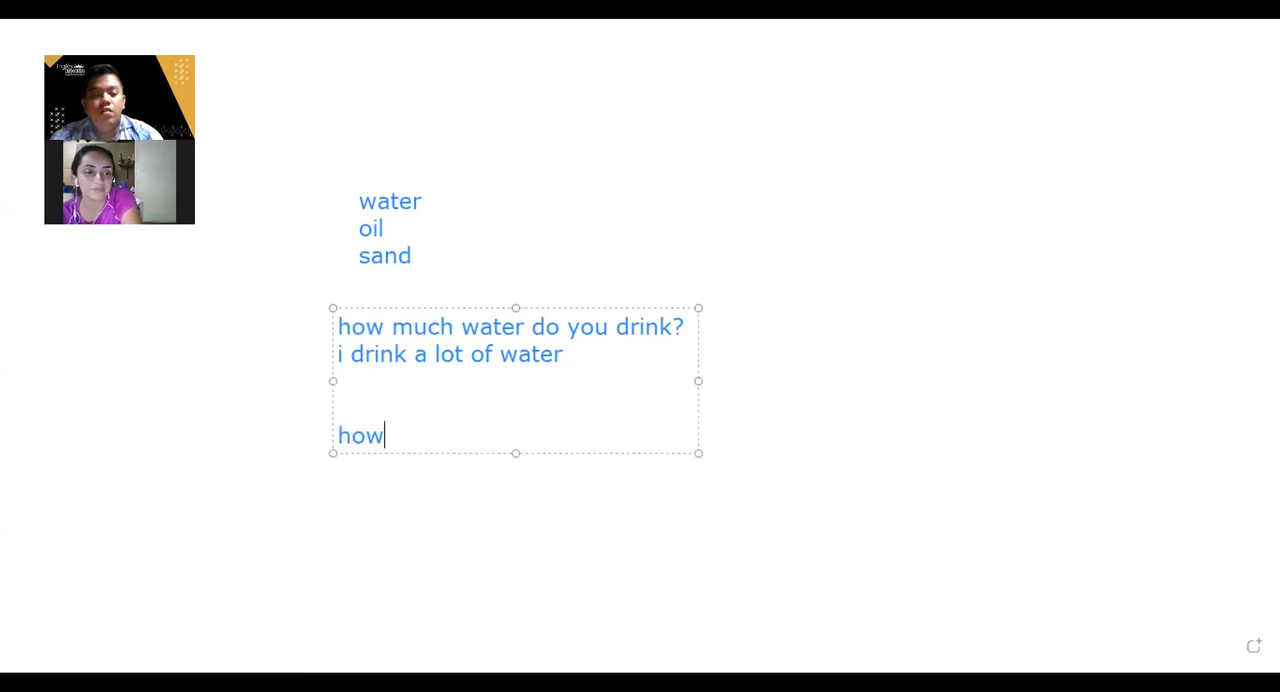 water
oil
sand
how much water do you drink?
i drink a lot of water
how